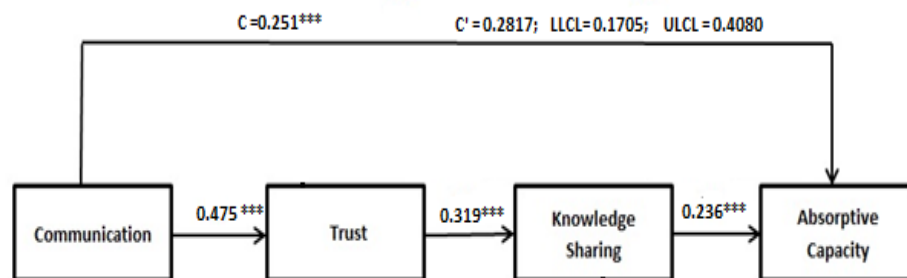 C =0.251*** C' = 0.2817; LLCL= 0.1705; ULCL= 0.4080
0.475 *** 0.319*** 0.236***
Communication Trust Knowledge Sharing Absorptive Capacity